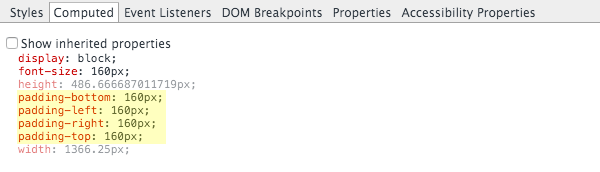 Styles Computed Event Listeners DOM Breakpoints Properties Accessibility Properties
Show inherited properties
display: block;
font-size: 160px;
height: 486.666687011719px;
padding-bottom: 160px;
padding-left: 160px;
padding-right: 160px;
padding-top: 160px;
width: 1366.25px;